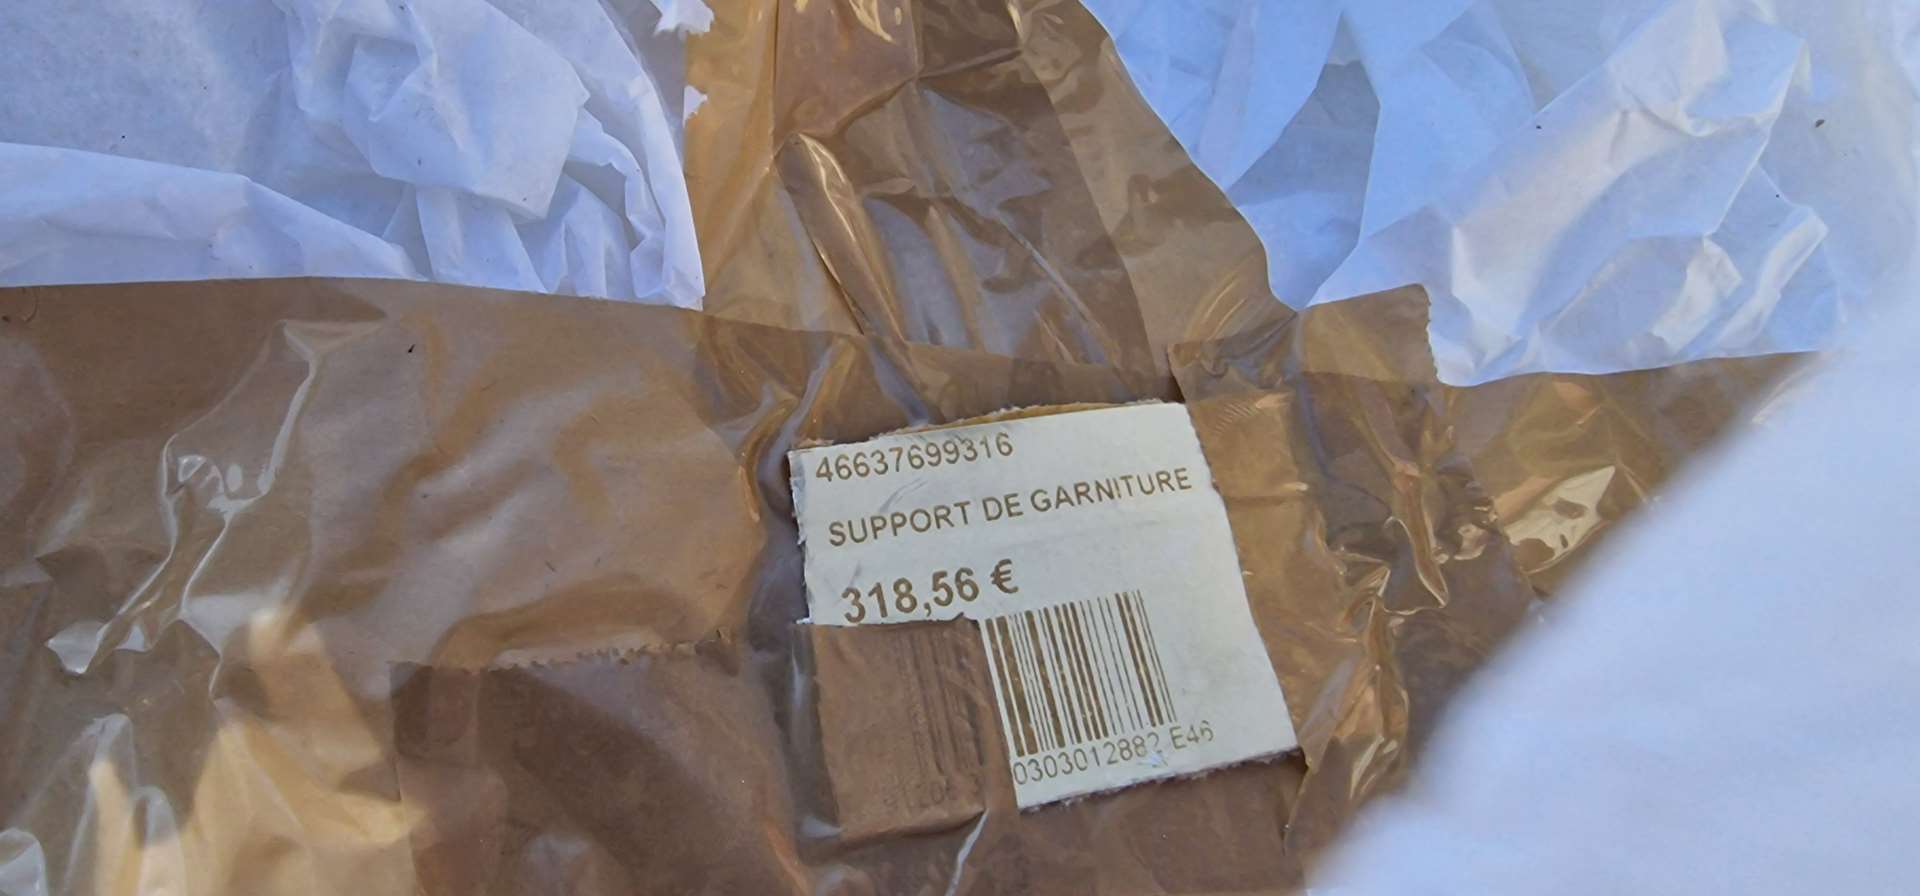 46637699316
SUPPORT DE GARNITURE
318,56 €
0303012882 E46